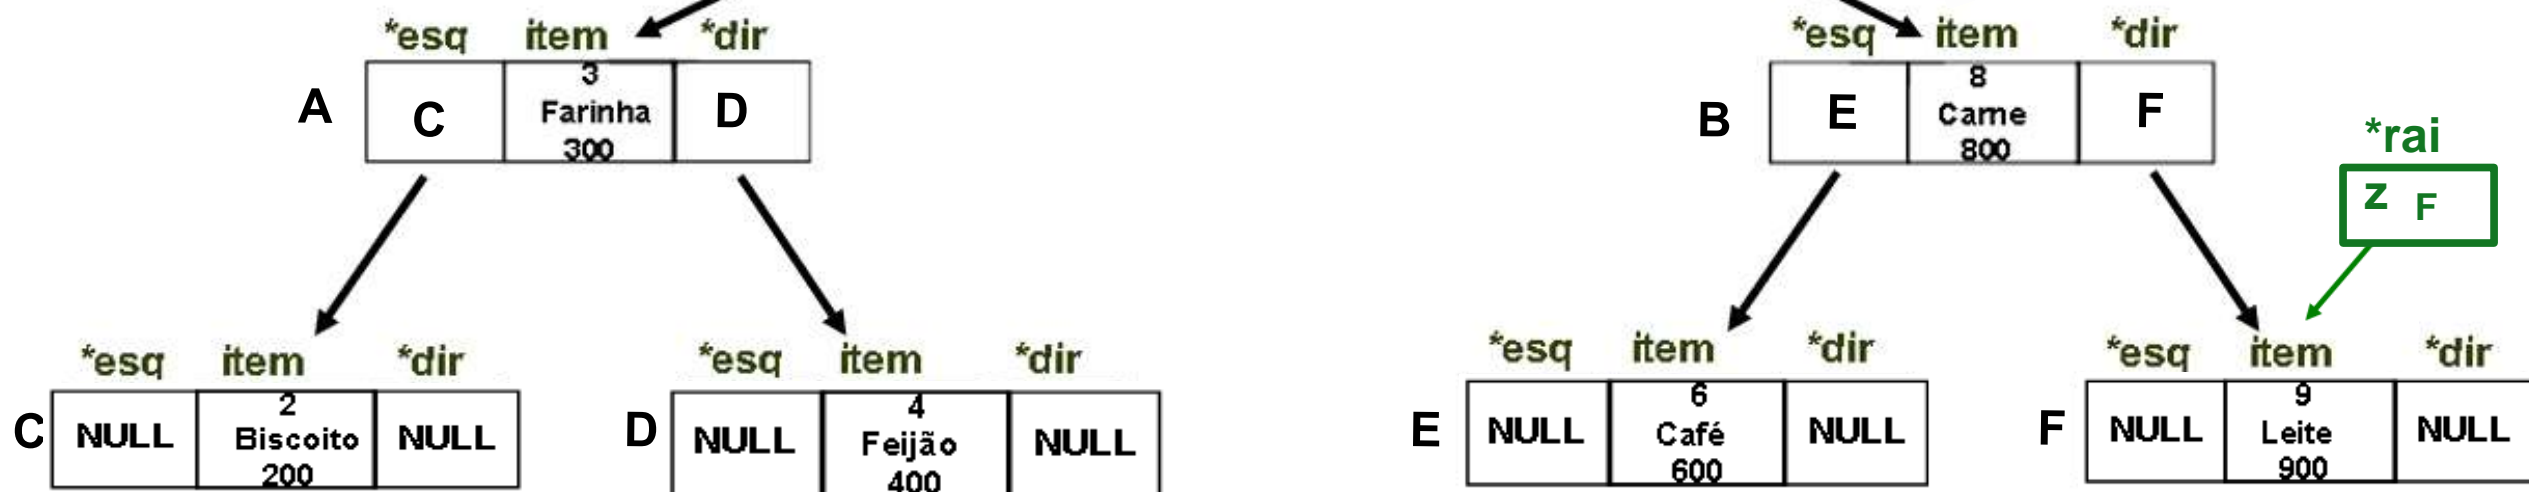 *esq item *dir
A C 3 D
Farinha
300
*esq item *dir
B E 8 F
Carne
800
*rai
z F
*esq item *dir
C NULL 2 NULL
Biscoito
200
*esq item *dir
D NULL 4 NULL
Feijão
400
*esq item *dir
E NULL 6 NULL
Café
600
*esq item *dir
F NULL 9 NULL
Leite
900